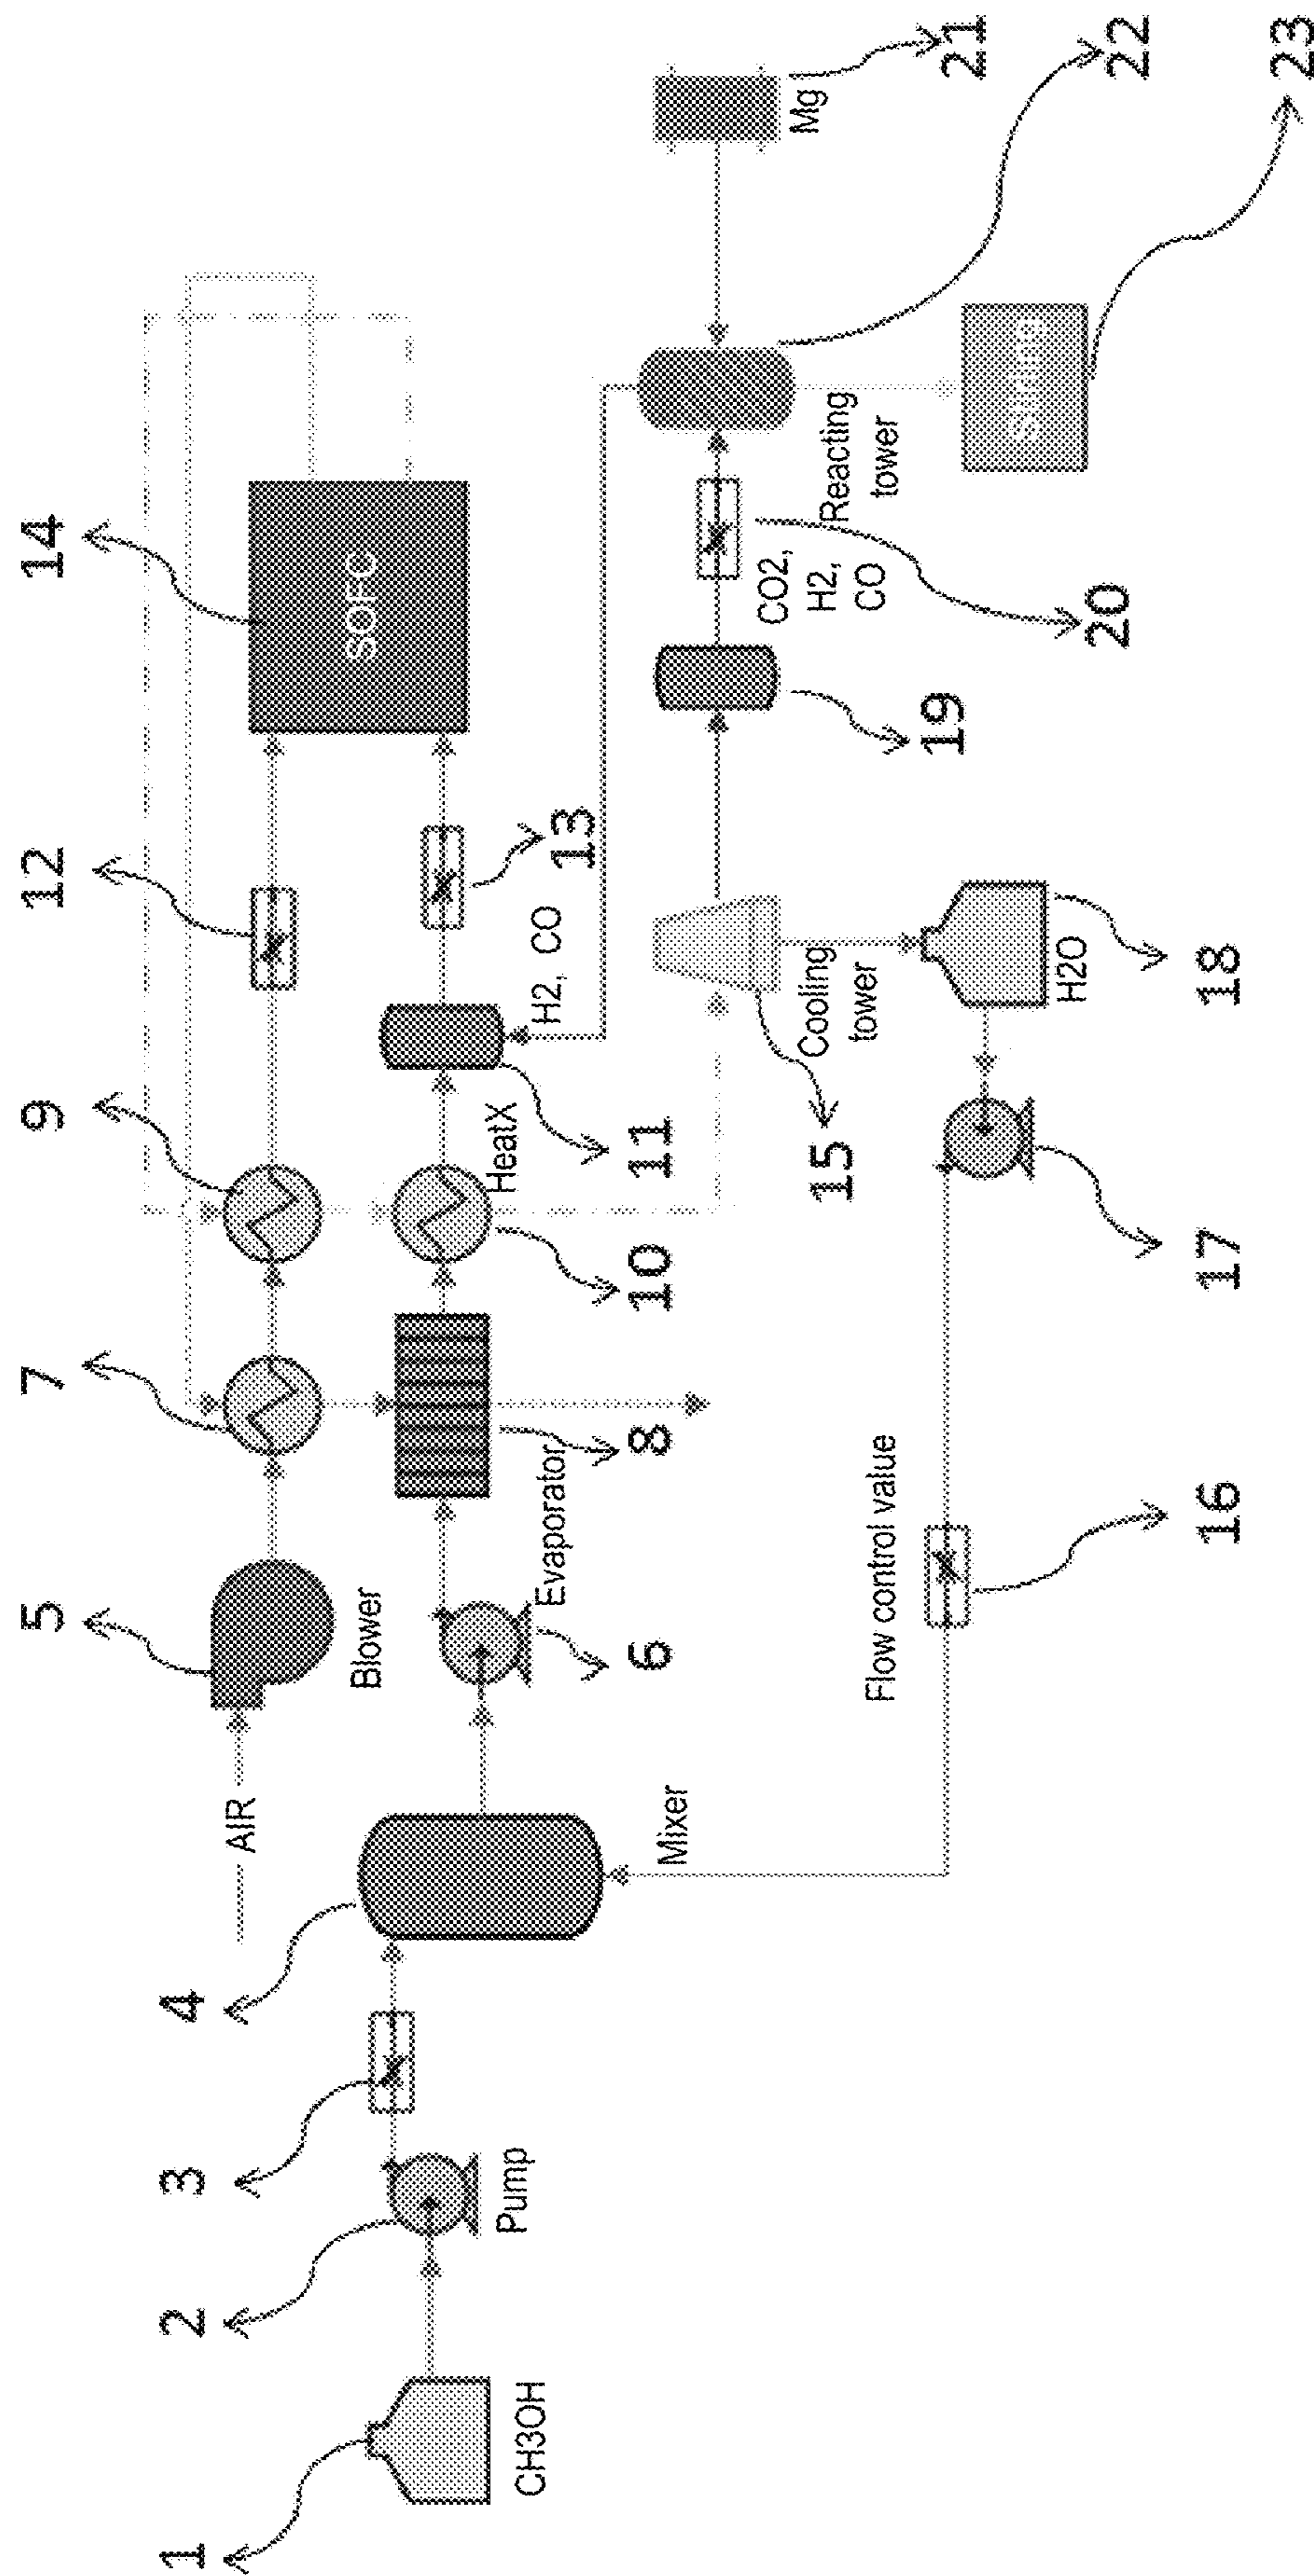 5
7
9
12
14
1
2
3
4
AIR
Blower
SOFC
Pump
HeatX
CH3OH
Evaporator
H2, CO
13
6
8
10
11
Mixer
CO2,
H2,
CO
Mg
Cooling
tower
15
Reacting
tower
Flow control value
19
21
H2O
20
22
16
17
18
23